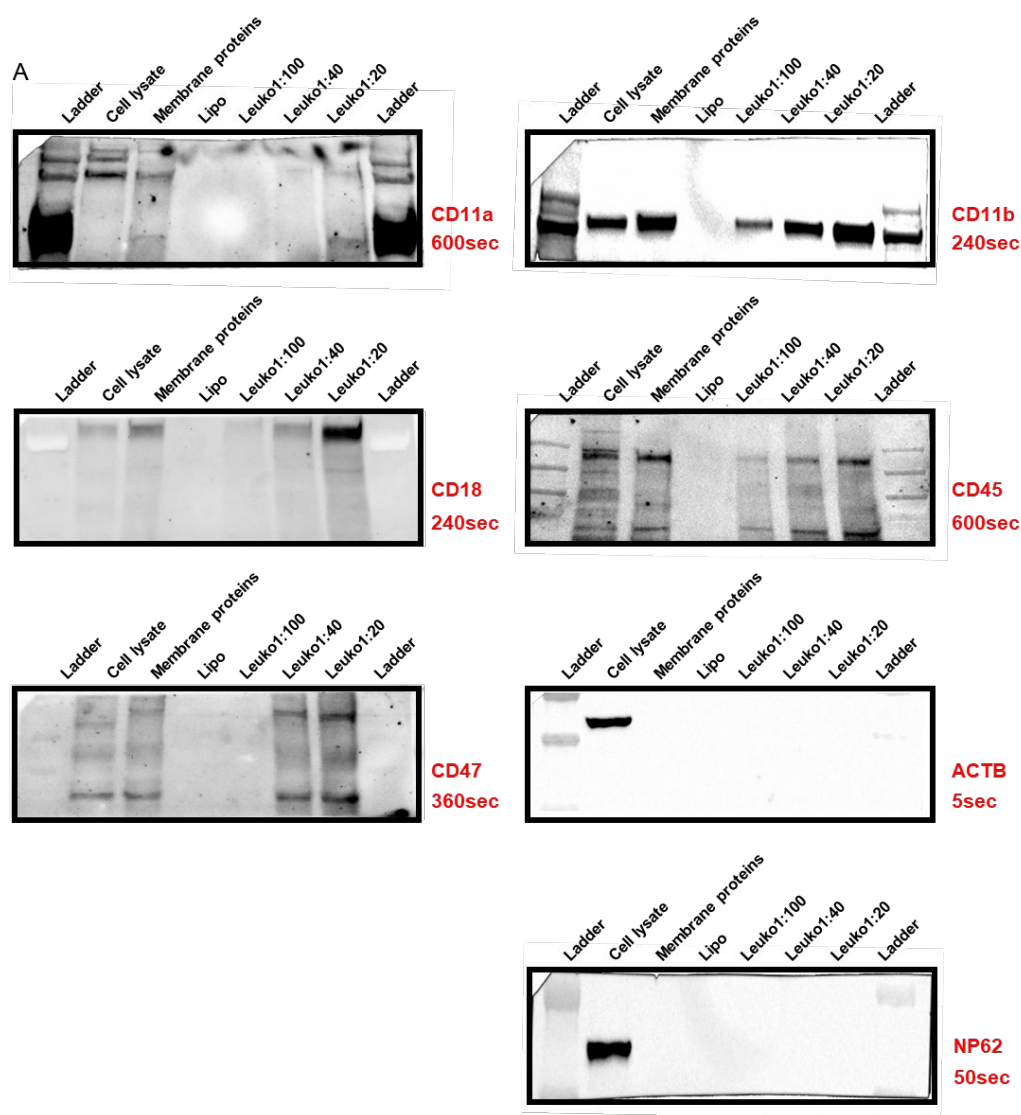 A
Ladder
Cell lysate
Membrane proteins
Lipo
Leuko1:100
Leuko1:40
Leuko1:20
Ladder
CD11a
600sec
Ladder
Cell lysate
Membrane proteins
Lipo
Leuko1:100
Leuko1:40
Leuko1:20
Ladder
CD11b
240sec
Ladder
Cell lysate
Membrane proteins
Lipo
Leuko1:100
Leuko1:40
Leuko1:20
Ladder
CD18
240sec
Ladder
Cell lysate
Membrane proteins
Lipo
Leuko1:100
Leuko1:40
Leuko1:20
Ladder
CD45
600sec
Ladder
Cell lysate
Membrane proteins
Lipo
Leuko1:100
Leuko1:40
Leuko1:20
Ladder
CD47
360sec
Ladder
Cell lysate
Membrane proteins
Lipo
Leuko1:100
Leuko1:40
Leuko1:20
Ladder
ACTB
5sec
Ladder
Cell lysate
Membrane proteins
Lipo
Leuko1:100
Leuko1:40
Leuko1:20
Ladder
NP62
50sec